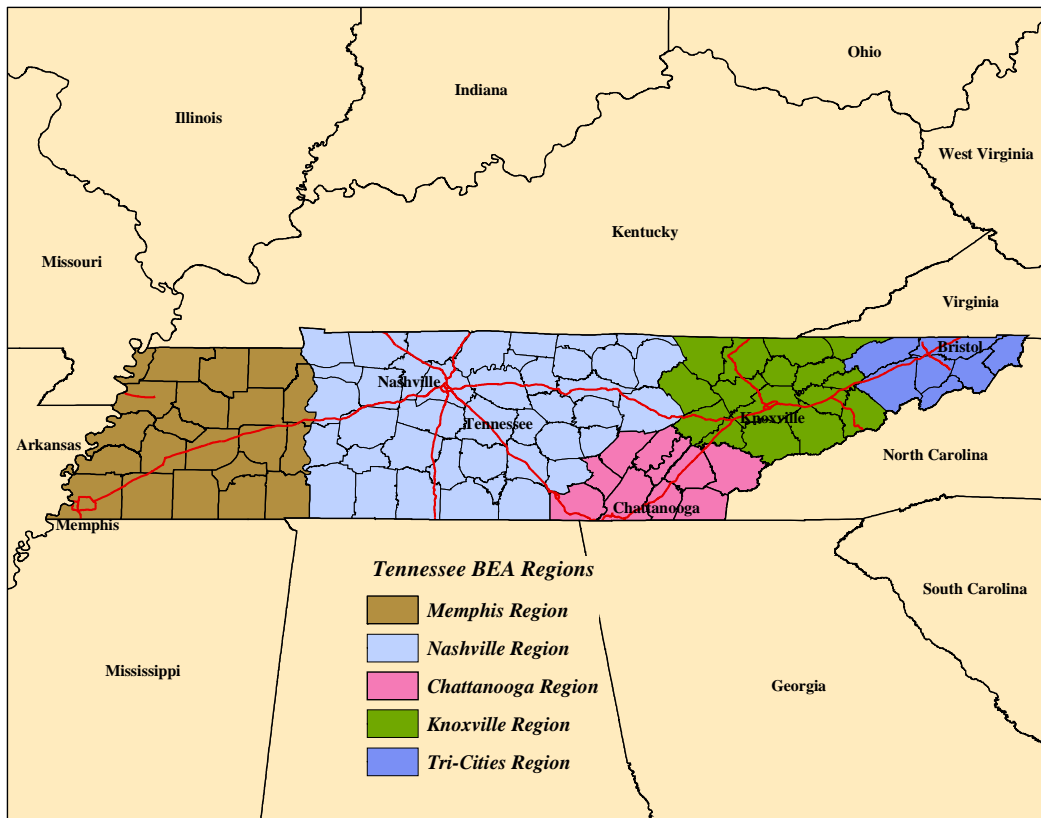 Ohio
Indiana
Illinois
West Virginia
Kentucky
Missouri
Virginia
Bristol
Nashville
Knoxville
Tennessee
Arkansas
North Carolina
Chattanooga
Memphis
Tennessee BEA Regions
South Carolina
Memphis Region
Nashville Region
Mississippi
Chattanooga Region
Georgia
Knoxville Region
Tri-Cities Region